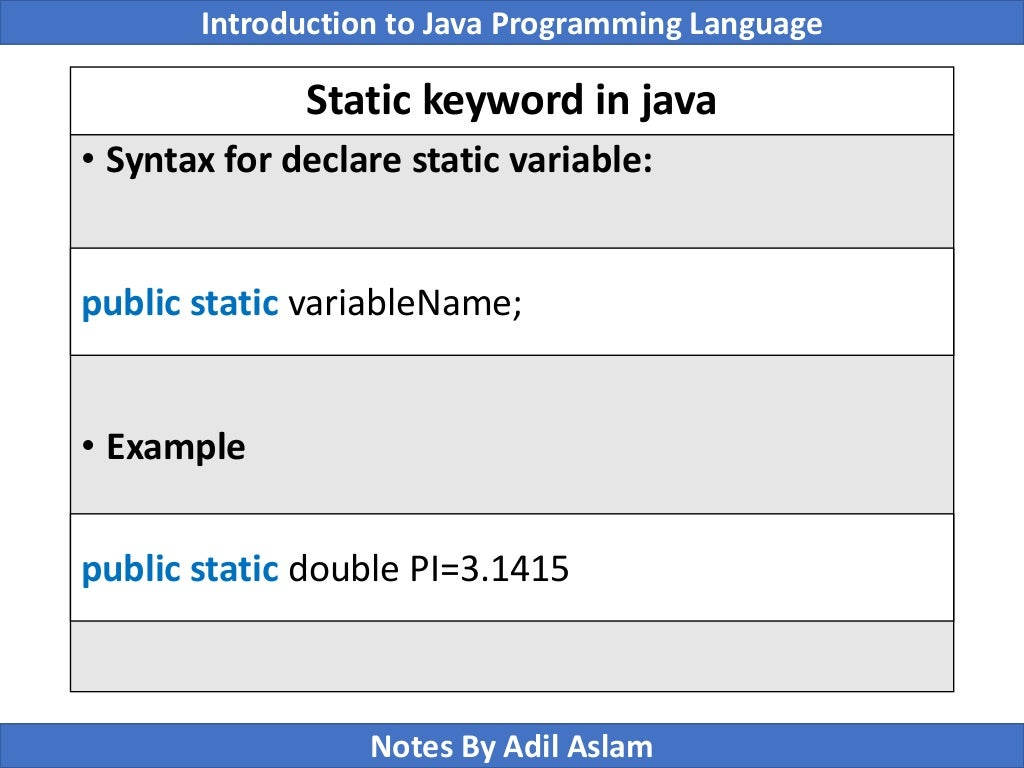 Introduction to Java Programming Language
Static keyword in java
• Syntax for declare static variable:
public static variableName;
• Example
public static double PI=3.1415
Notes By Adil Aslam